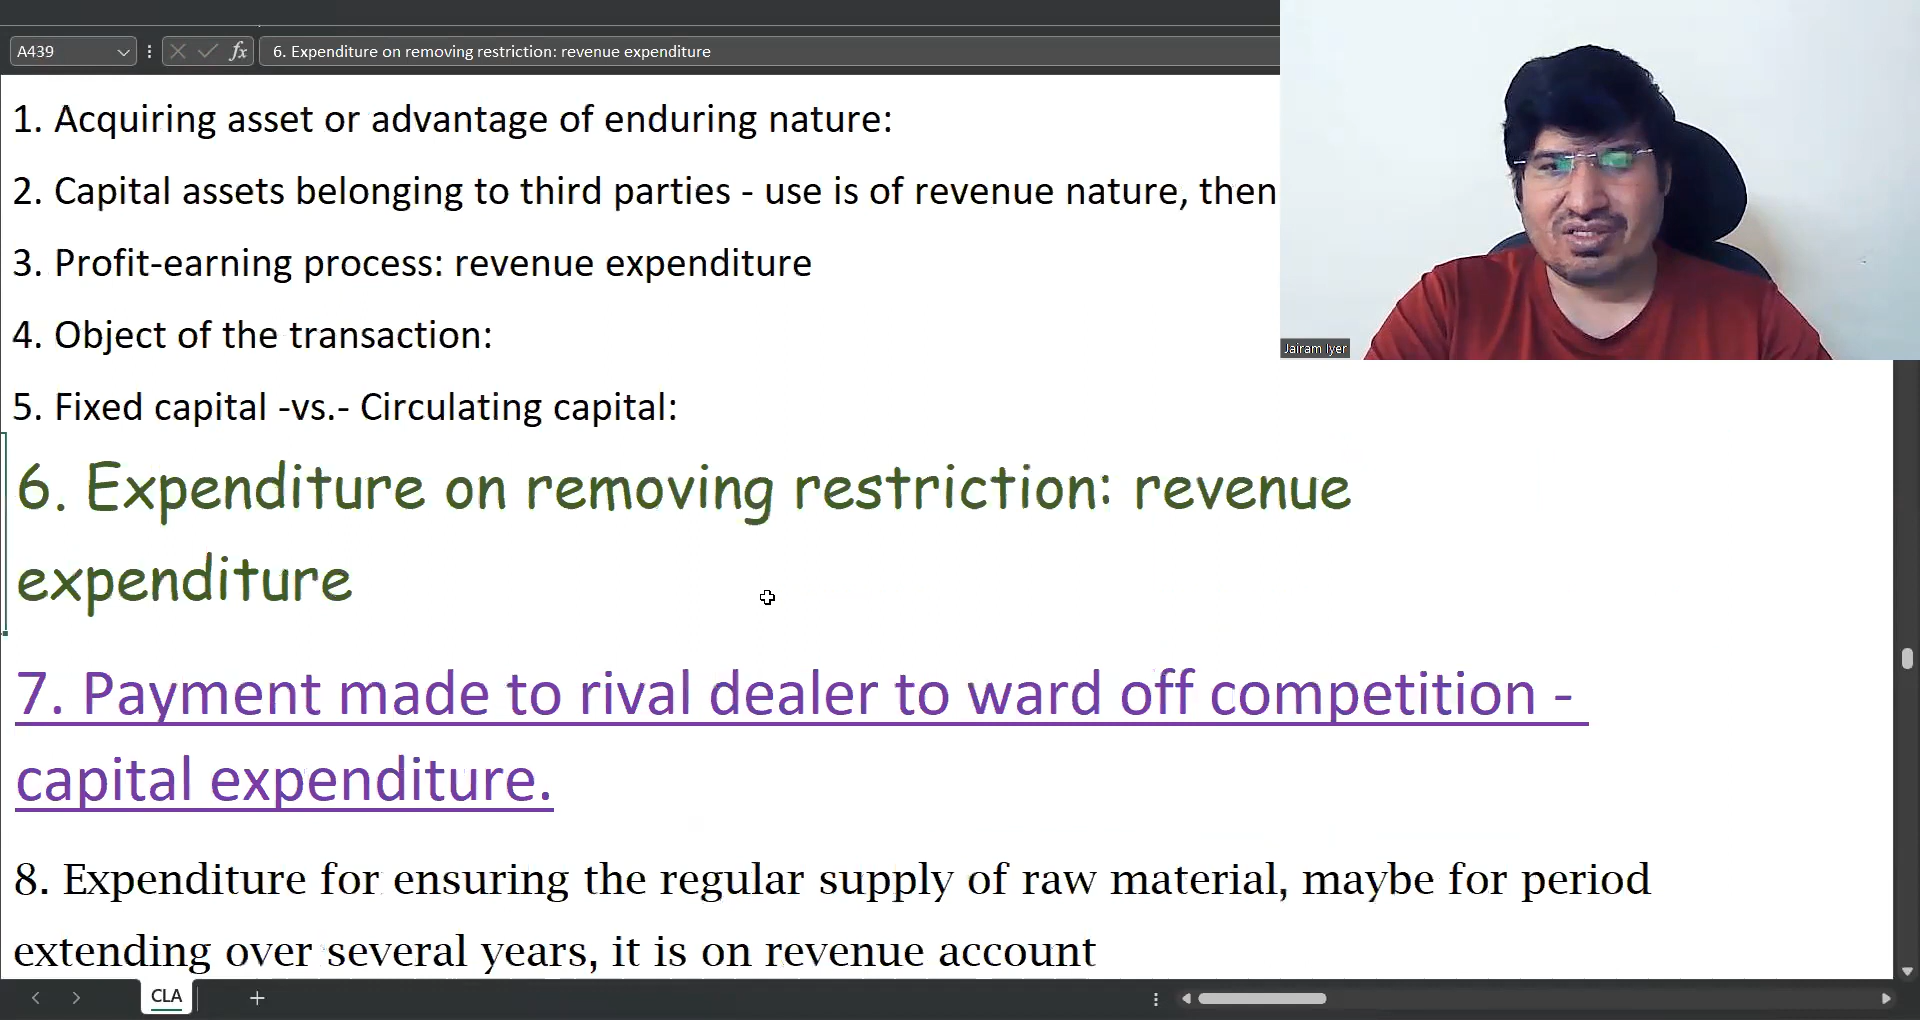 A439
fx
6. Expenditure on removing restriction: revenue expenditure
1. Acquiring asset or advantage of enduring nature:
2. Capital assets belonging to third parties - use is of revenue nature, then
3. Profit-earning process: revenue expenditure
4. Object of the transaction:
Jairam Iyer
5. Fixed capital -vs.- Circulating capital:
6. Expenditure on removing restriction: revenue
expenditure
7. Payment made to rival dealer to ward off competition -
capital expenditure.
8. Expenditure for ensuring the regular supply of raw material, maybe for period
extending over several years, it is on revenue account
CLA